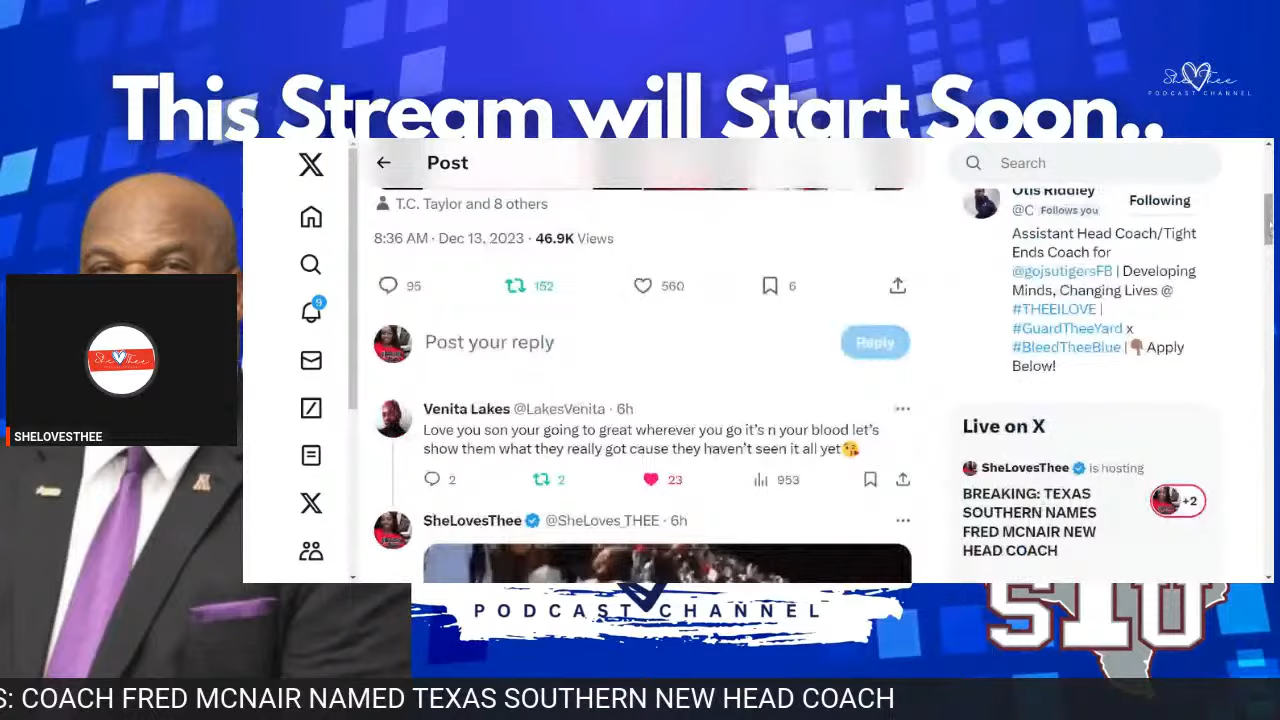 This Stream will Start Soon..
She Thee
PODCAST CHANNEL
Post
Search
T.C. Taylor and 8 others
8:36 AM · Dec 13, 2023 · 46.9K Views
95
152
560
6
Post your reply
Reply
9
Venita Lakes @LakesVenita · 6h
Love you son your going to great wherever you go it's n your blood let's
show them what they really got cause they haven't seen it all yet
2
2
23
953
SheLovesThee @SheLoves_THEE · 6h
Otis Riddley
Following
@C Follows you
Assistant Head Coach/Tight
Ends Coach for
@gojsutigersFB | Developing
Minds, Changing Lives @
#THEEILOVE |
#GuardTheeYard x
#BleedTheeBlue | Apply
Below!
Live on X
SheLovesThee is hosting
BREAKING: TEXAS
SOUTHERN NAMES
FRED MCNAIR NEW
HEAD COACH
+2
SHELOVESTHEE
PODCAST CHANNEL
S: COACH FRED MCNAIR NAMED TEXAS SOUTHERN NEW HEAD COACH